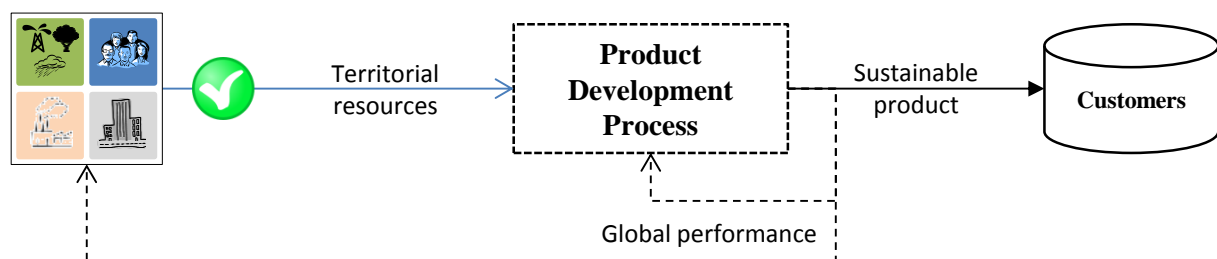 Territorial
resources
Product
Development
Process
Sustainable
product
Customers
Global performance